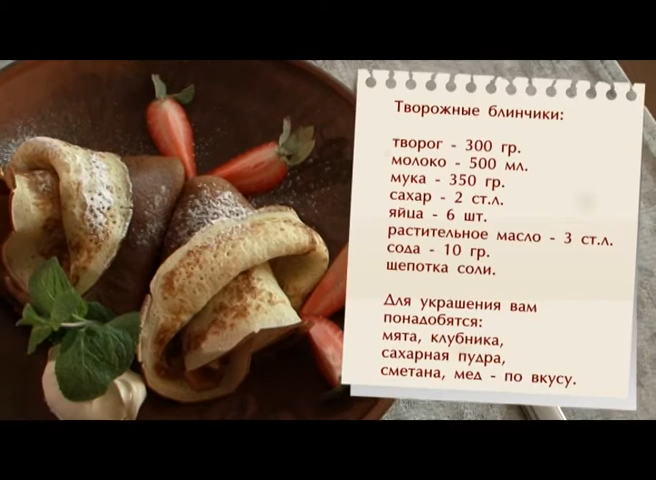 Творожные блинчики:
творог - 300 гр.
молоко - 500 мл.
мука - 350 гр.
сахар - 2 ст.л.
яйца - 6 шт.
растительное масло - 3 ст.л.
сода - 10 гр.
щепотка соли.
Для украшения вам
понадобятся:
мята, клубника,
сахарная пудра,
сметана, мед - по вкусу.